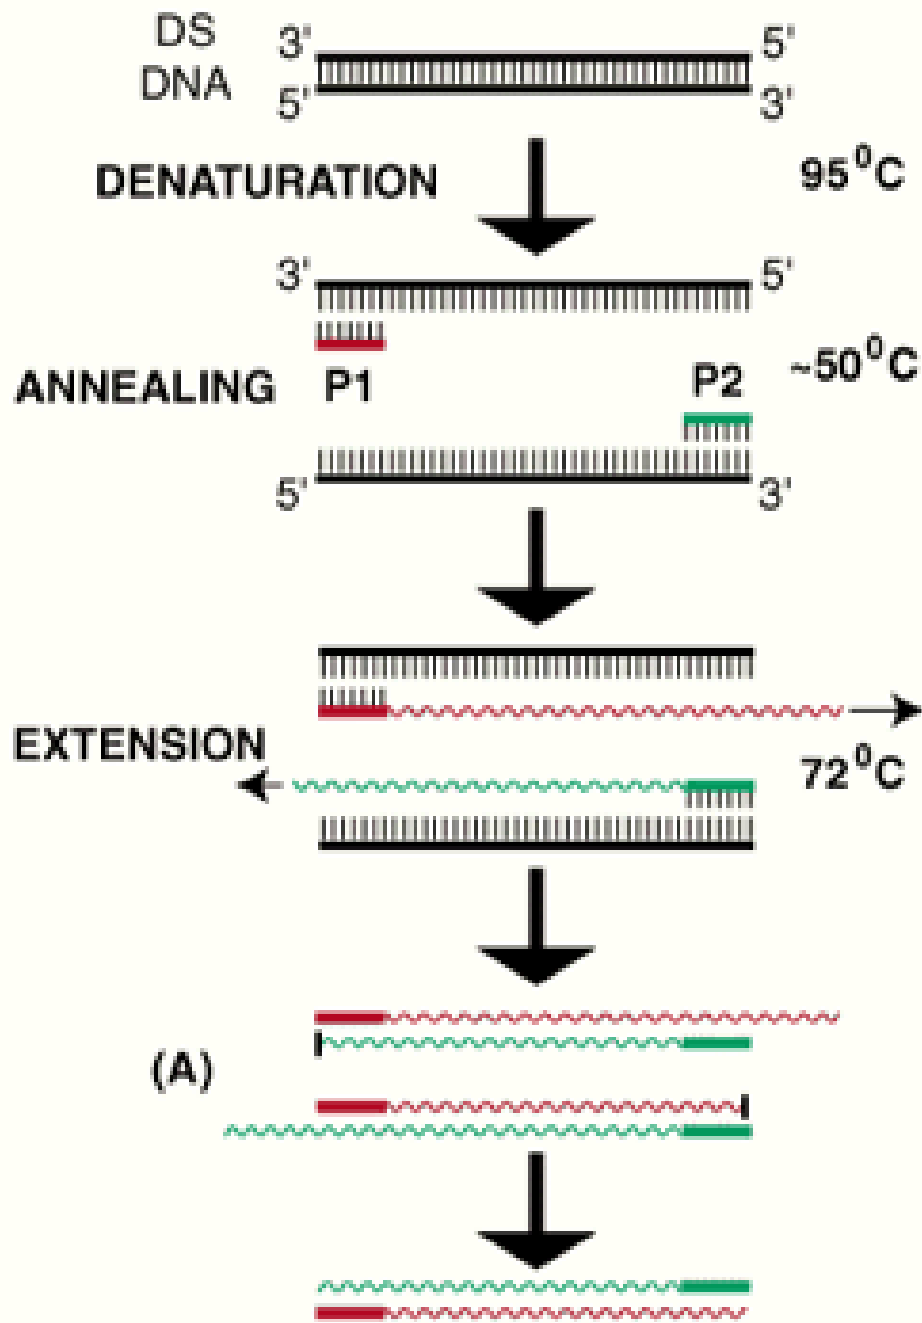 DS
DNA
3' 5'
5' 3'
DENATURATION 95⁰C
3' 5'
ANNEALING P1 P2 ~50⁰C
5' 3'
EXTENSION 72⁰C
(A)